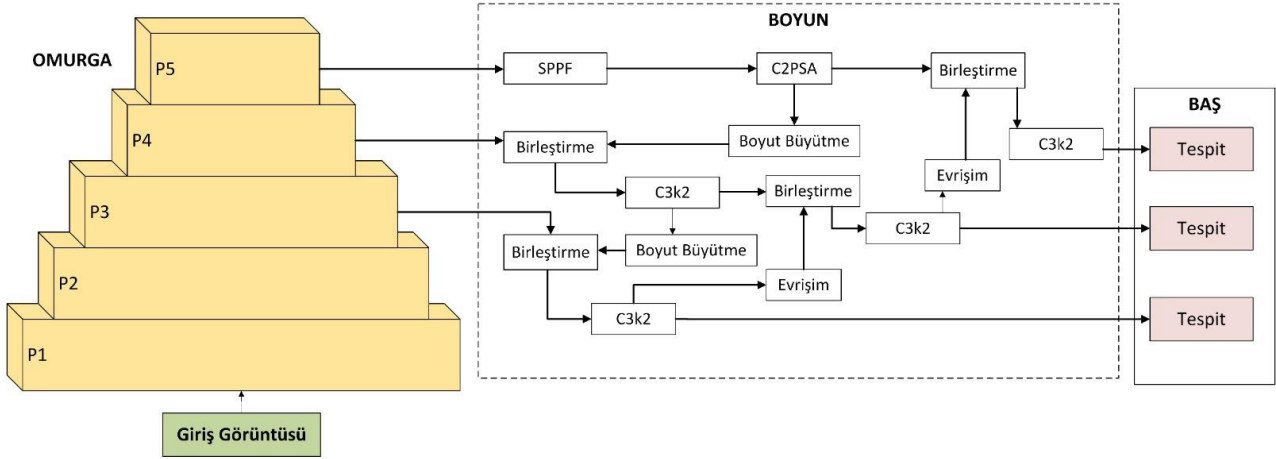 OMURGA
P5
P4
P3
P2
P1
Giriş Görüntüsü
BOYUN
SPPF
C2PSA
Birleştirme
Birleştirme
Boyut Büyütme
C3k2
C3k2
Birleştirme
Evrişim
C3k2
Birleştirme
Boyut Büyütme
Evrişim
C3k2
BAŞ
Tespit
Tespit
Tespit